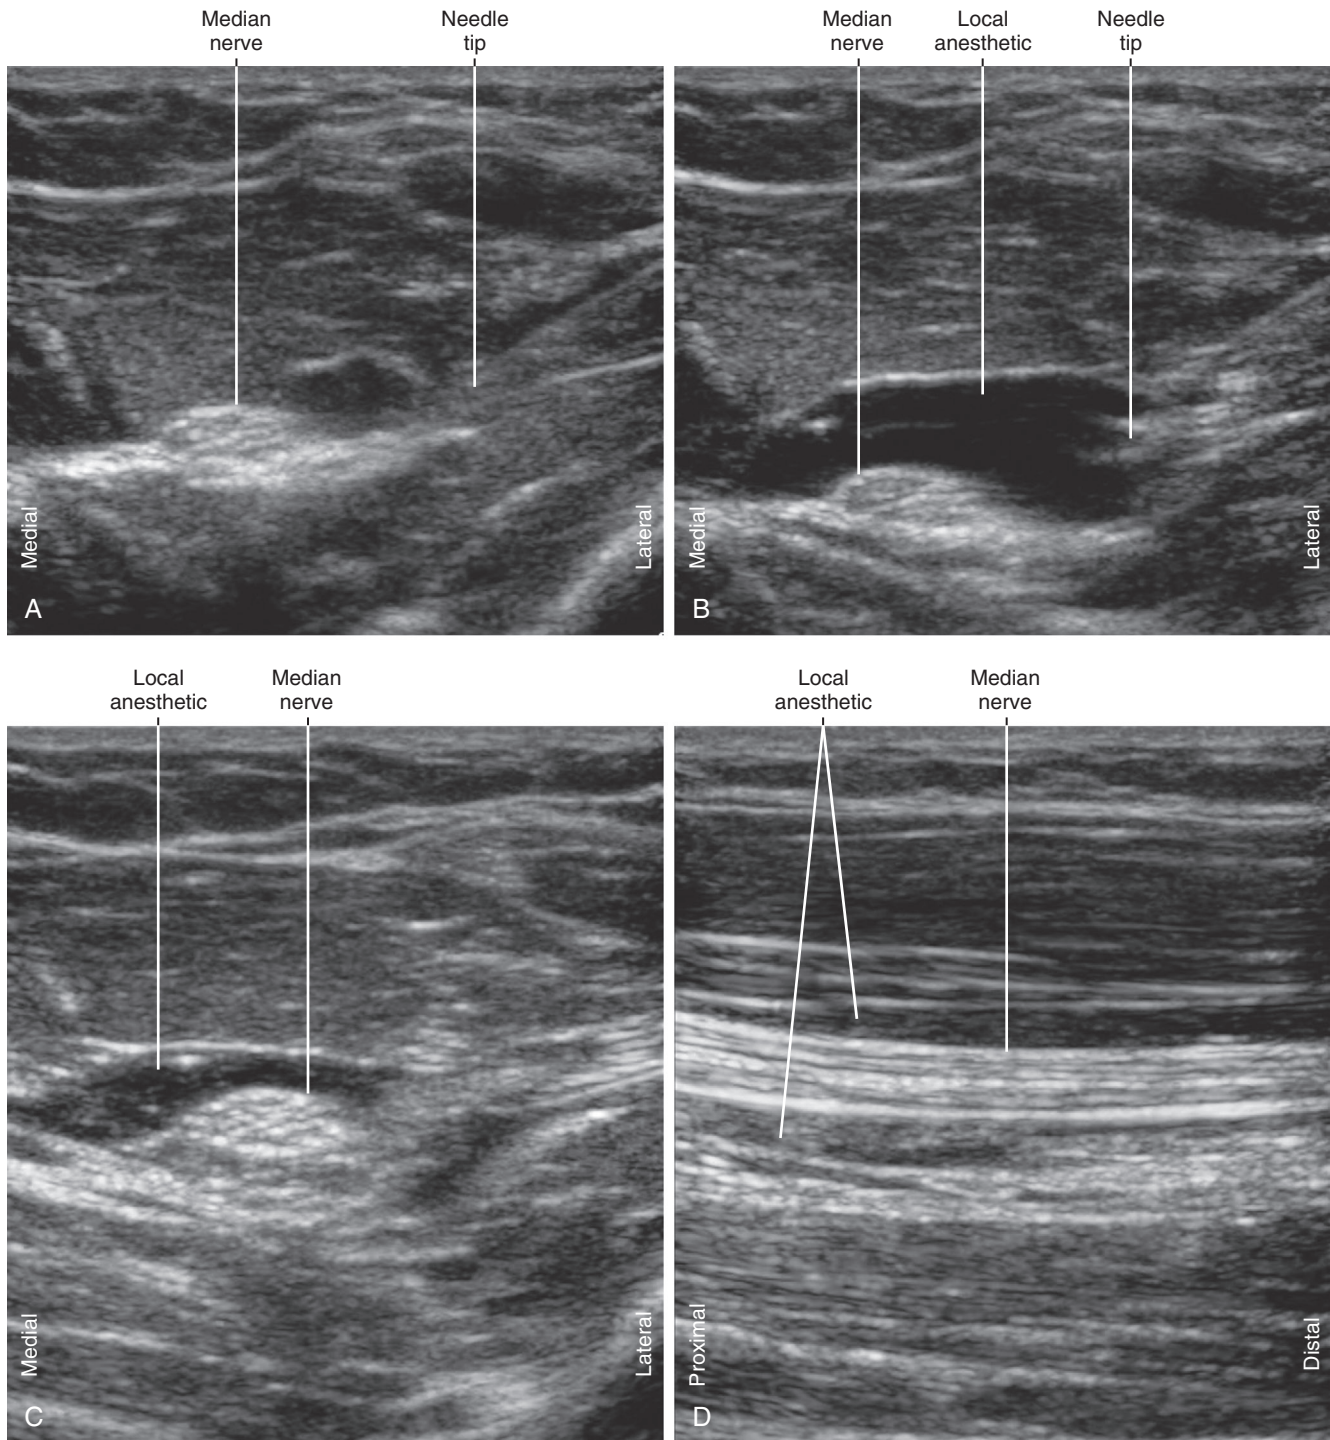 Median
nerve
Needle
tip
Median
nerve
Local
anesthetic
Needle
tip
Medial
Lateral
A
Medial
Lateral
B
Local
anesthetic
Median
nerve
Local
anesthetic
Median
nerve
Medial
Lateral
C
Proximal
Distal
D